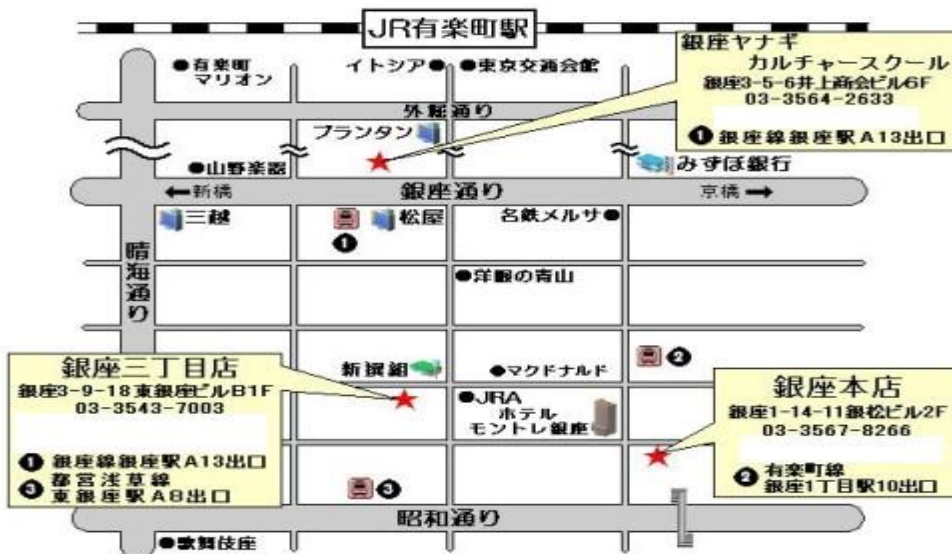 JR有楽町駅
●有楽町
マリオン
イトシア●
●東京交通会館
銀座ヤナギ
カルチャースクール
銀座3-5-6井上商会ビル6F
03-3564-2633
❶銀座線銀座駅A13出口
外堀通り
プランタン
●山野楽器
みずほ銀行
←新橋
銀座通り
京橋→
三越
松屋
名鉄メルサ●
❶
晴海通り
●洋服の青山
銀座三丁目店
銀座3-9-18東銀座ビルB1F
03-3543-7003
❶銀座線銀座駅A13出口
❸都営浅草線
東銀座駅A8出口
新撰組
●マクドナルド
❷
●JRA
ホテル
モントレ銀座
銀座本店
銀座1-14-11銀松ビル2F
03-3567-8266
❷有楽町線
銀座1丁目駅10出口
❸
昭和通り
●歌舞伎座